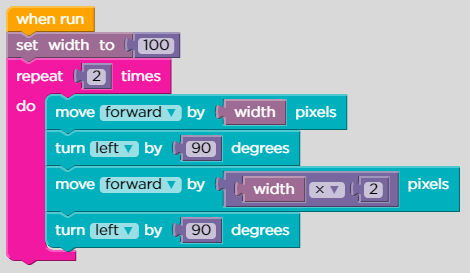 when run
set width to 100
repeat 2 times
do
move forward ▼ by width pixels
turn left ▼ by 90 degrees
move forward ▼ by width × ▼ 2 pixels
turn left ▼ by 90 degrees